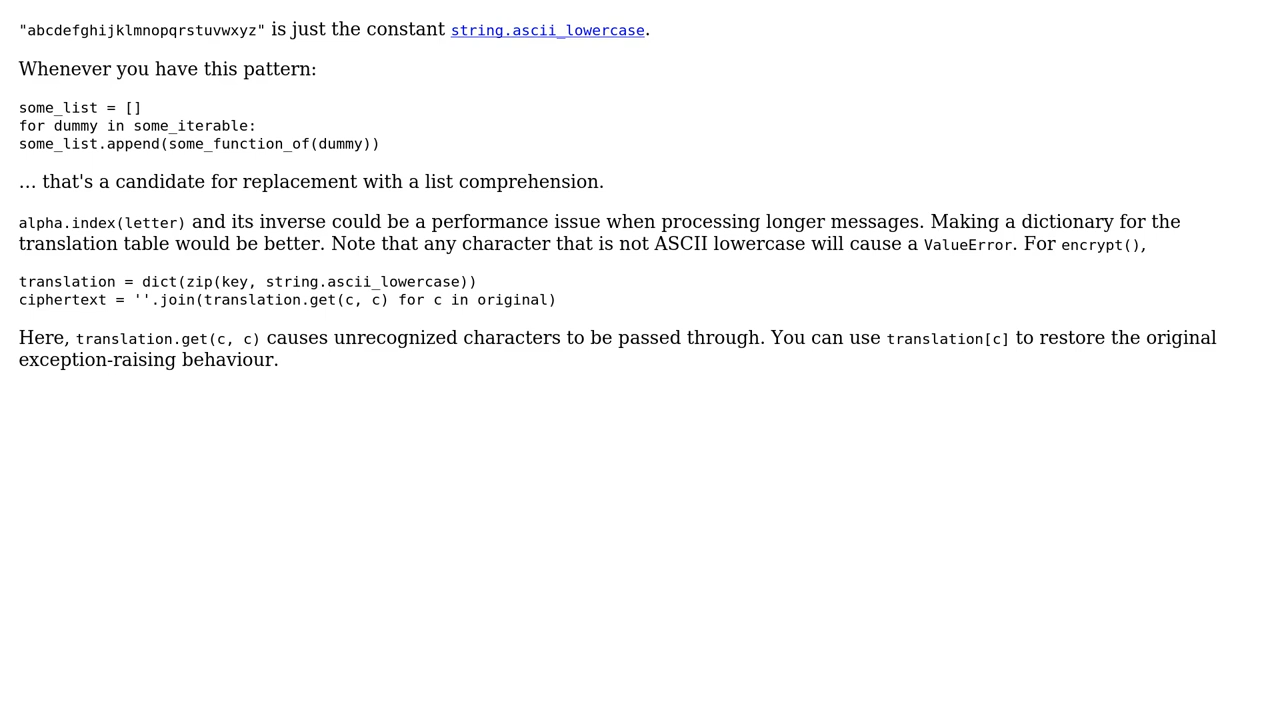 "abcdefghijklmnopqrstuvwxyz" is just the constant string.ascii_lowercase.
Whenever you have this pattern:
some_list = []
for dummy in some_iterable:
some_list.append(some_function_of(dummy))
… that's a candidate for replacement with a list comprehension.
alpha.index(letter) and its inverse could be a performance issue when processing longer messages. Making a dictionary for the
translation table would be better. Note that any character that is not ASCII lowercase will cause a ValueError. For encrypt(),
translation = dict(zip(key, string.ascii_lowercase))
ciphertext = ''.join(translation.get(c, c) for c in original)
Here, translation.get(c, c) causes unrecognized characters to be passed through. You can use translation[c] to restore the original
exception-raising behaviour.